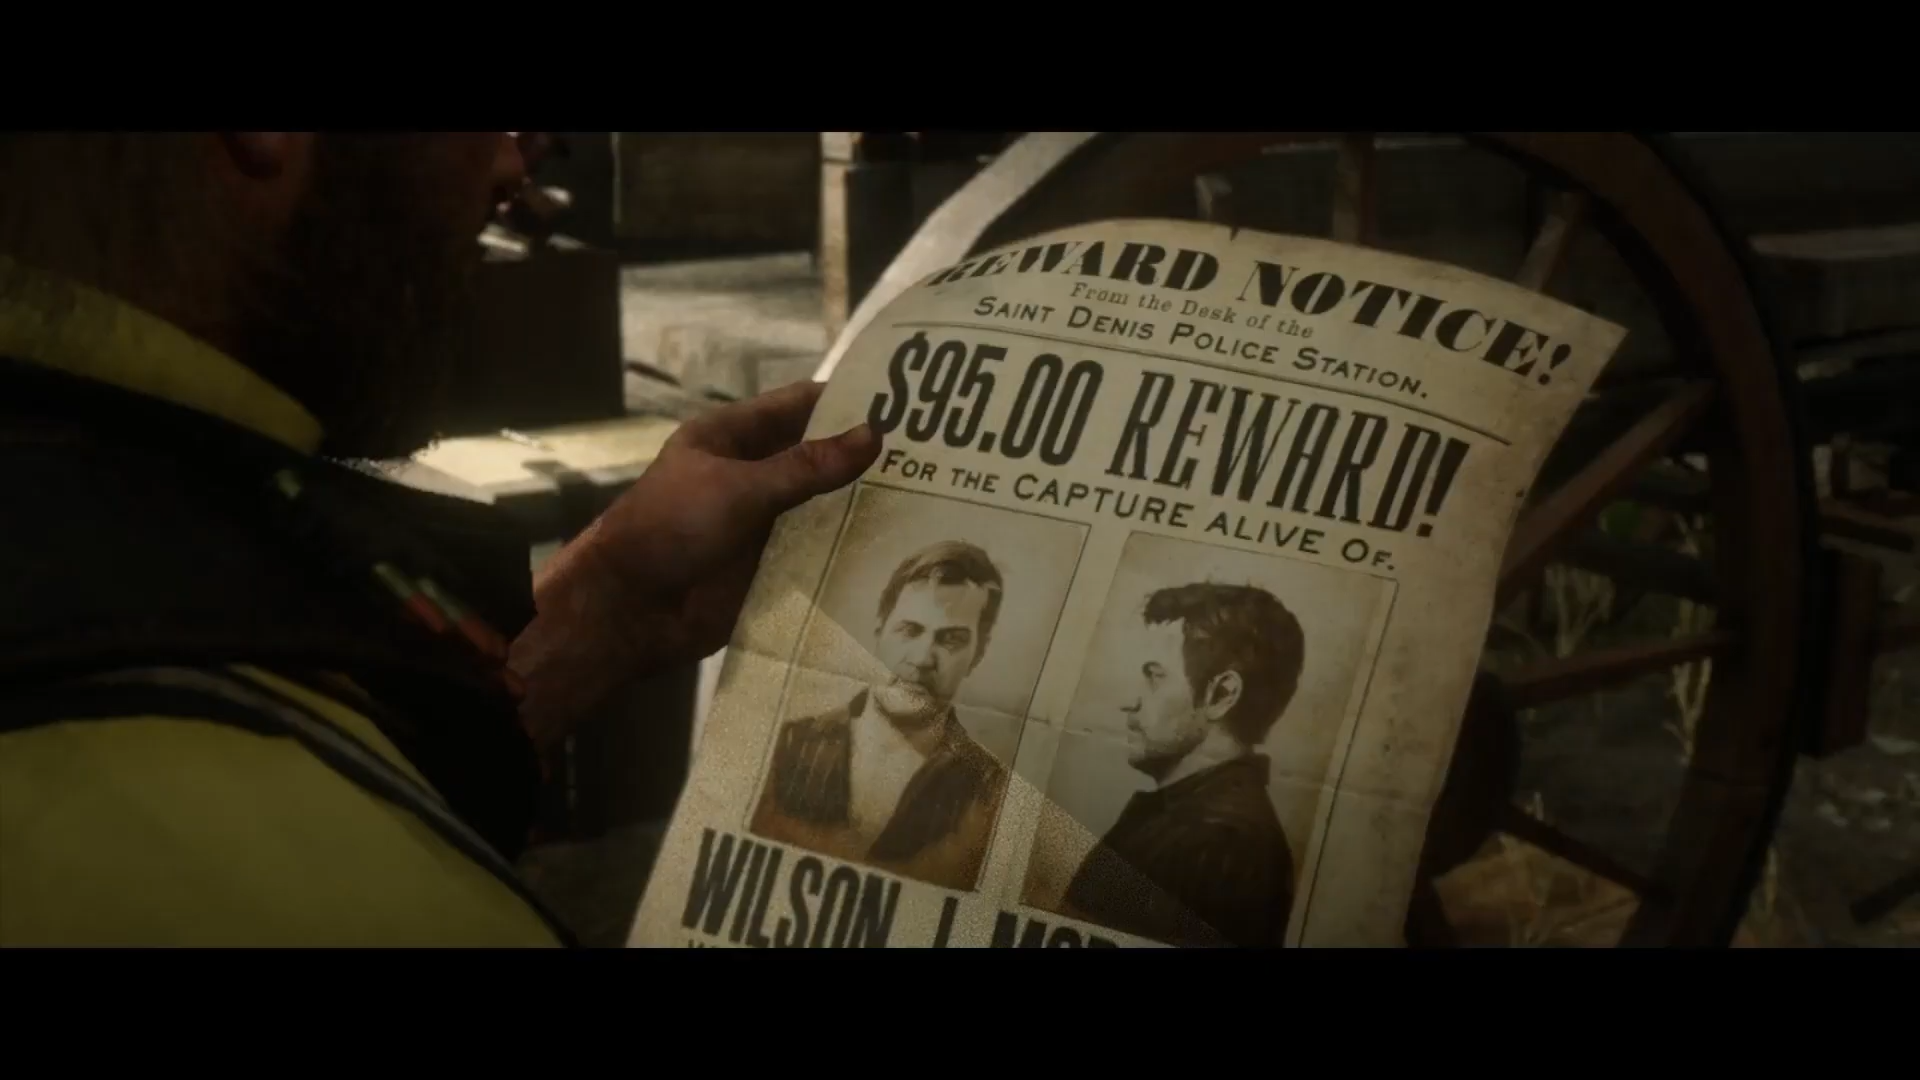 REWARD NOTICE!
From the Desk of the
SAINT DENIS POLICE STATION.
$95.00 REWARD!
FOR THE CAPTURE ALIVE OF.
WILSON J.